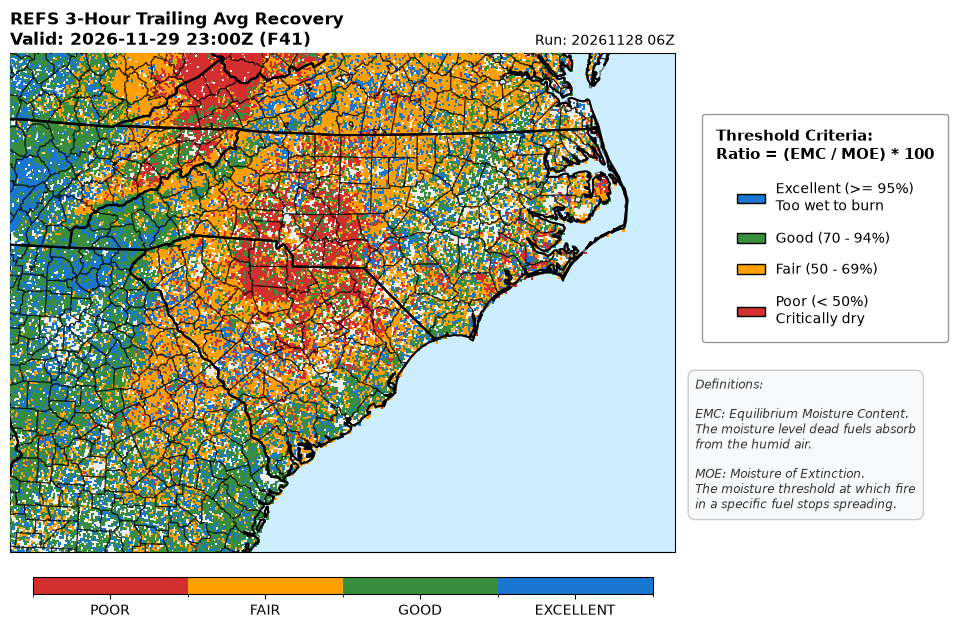 REFS 3-Hour Trailing Avg Recovery
Valid: 2026-11-29 23:00Z (F41)
Run: 20261128 06Z
Threshold Criteria:
Ratio = (EMC / MOE) * 100
Excellent (>= 95%)
Too wet to burn
Good (70 - 94%)
Fair (50 - 69%)
Poor (< 50%)
Critically dry
Definitions:
EMC: Equilibrium Moisture Content.
The moisture level dead fuels absorb
from the humid air.
MOE: Moisture of Extinction.
The moisture threshold at which fire
in a specific fuel stops spreading.
POOR
FAIR
GOOD
EXCELLENT